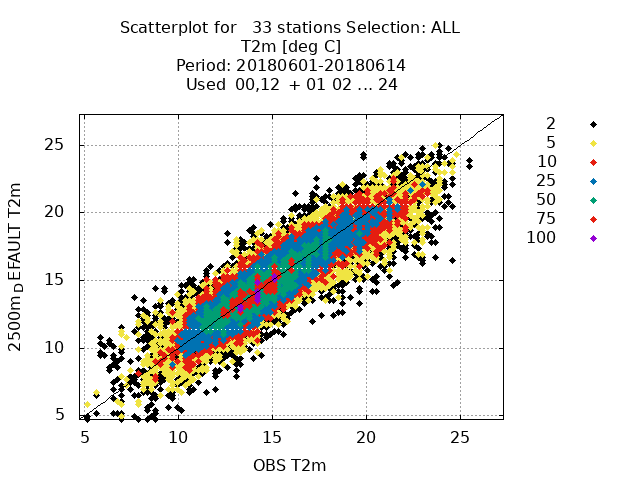 Scatterplot for 33 stations Selection: ALL
T2m [deg C]
Period: 20180601-20180614
Used 00,12 + 01 02 ... 24
2
5
10
25
50
75
100
25
20
15
10
5
5 10 15 20 25
2500m_DEFAULT T2m
OBS T2m